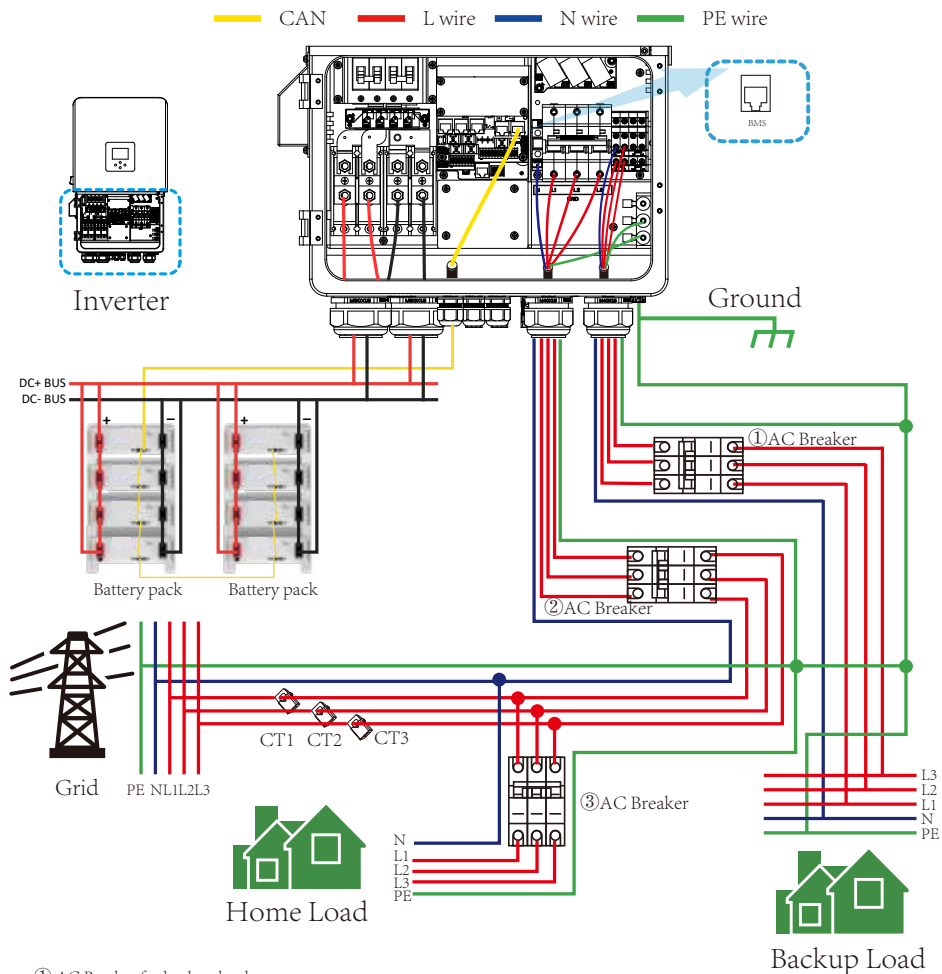 CAN L wire N wire PE wire
BMS
Inverter
Ground
N L1 L2 L3
GND
DC+ BUS
DC- BUS
+ − + −
①AC Breaker
Battery pack Battery pack
②AC Breaker
CT1 CT2 CT3
Grid
PE NL1L2L3
③AC Breaker
L3
L2
L1
N
PE
N
L1
L2
L3
PE
Home Load
Backup Load